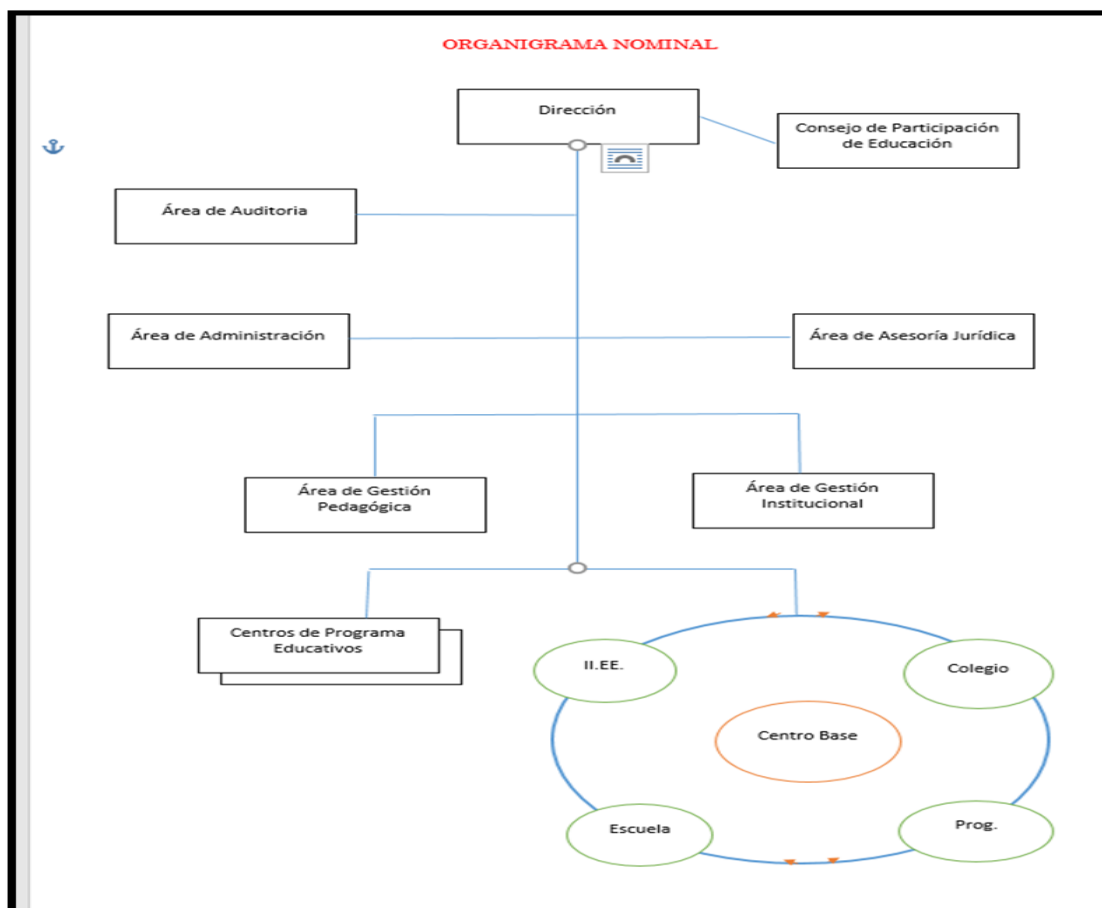 ORGANIGRAMA NOMINAL
Dirección
Consejo de Participación
de Educación
Área de Auditoria
Área de Administración
Área de Asesoría Jurídica
Área de Gestión
Pedagógica
Área de Gestión
Institucional
Centros de Programa
Educativos
II.EE.
Colegio
Centro Base
Escuela
Prog.